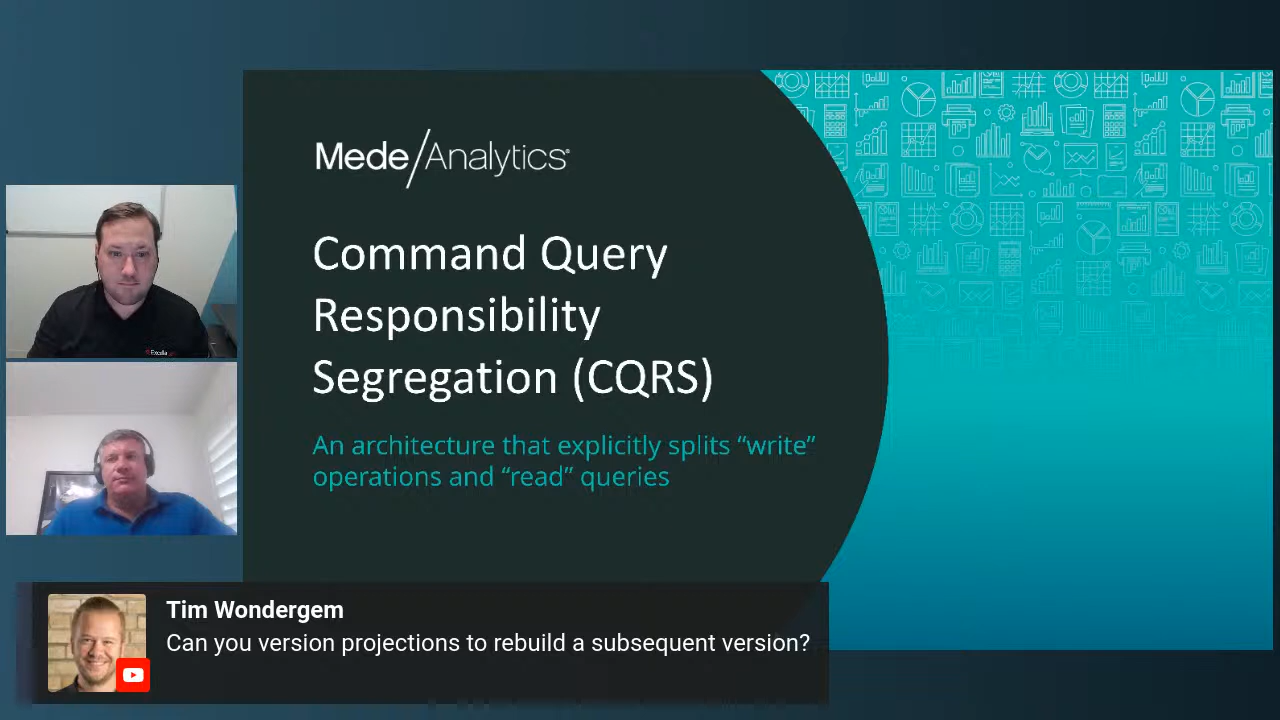 Mede/Analytics®
Command Query
Responsibility
Segregation (CQRS)
An architecture that explicitly splits “write”
operations and “read” queries
Excella
Tim Wondergem
Can you version projections to rebuild a subsequent version?